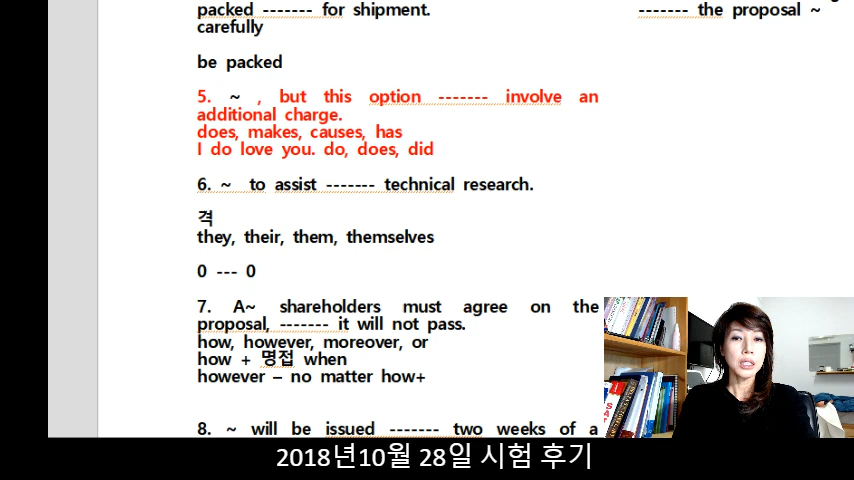 packed ------- for shipment.
carefully
be packed
5. ~ , but this option ------- involve an
additional charge.
does, makes, causes, has
I do love you. do, does, did
6. ~ to assist ------- technical research.
격
they, their, them, themselves
0 --- 0
7. A~ shareholders must agree on the
proposal, ------- it will not pass.
how, however, moreover, or
how + 명접 when
however – no matter how+
8. ~ will be issued ------- two weeks of a
------- the proposal ~
2018년10월 28일 시험 후기